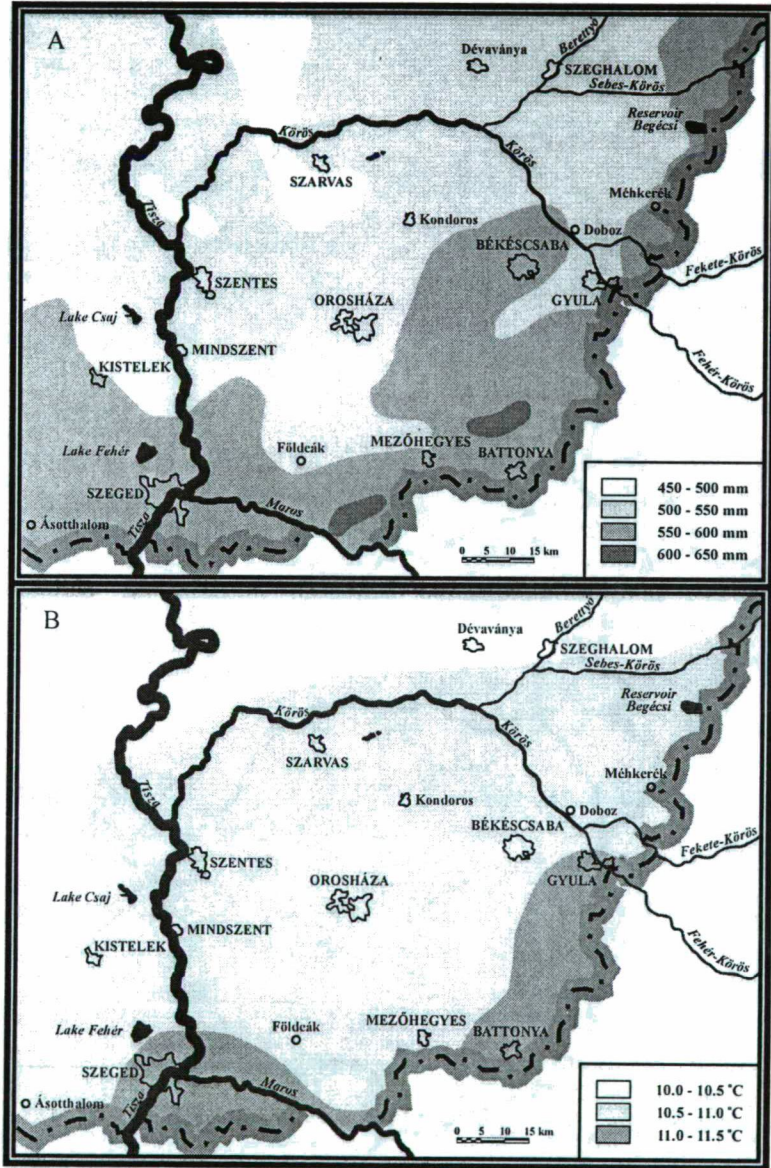 A
Dévaványa
Berettyó
SZEGHALOM
Sebes-Körös
Reservoir
Begécsi
Körös
Körös
SZARVAS
Méhkerék
Tisza
Kondoros
Doboz
BÉKÉSCSABA
Fekete-Körös
SZENTES
GYULA
OROSHÁZA
Lake Csaj
MINDSZENT
Fehér-Körös
KISTELEK
Lake Fehér
Földeák
MEZŐHEGYES
BATTONYA
SZEGED
Maros
Ásotthalom
Tisza
0 5 10 15 km
450 - 500 mm
500 - 550 mm
550 - 600 mm
600 - 650 mm
B
Dévaványa
Berettyó
SZEGHALOM
Sebes-Körös
Reservoir
Begécsi
Körös
Körös
SZARVAS
Méhkerék
Tisza
Kondoros
Doboz
BÉKÉSCSABA
Fekete-Körös
SZENTES
GYULA
OROSHÁZA
Lake Csaj
MINDSZENT
Fehér-Körös
KISTELEK
Lake Fehér
Földeák
MEZŐHEGYES
BATTONYA
SZEGED
Maros
Ásotthalom
Tisza
0 5 10 15 km
10.0 - 10.5 °C
10.5 - 11.0 °C
11.0 - 11.5 °C